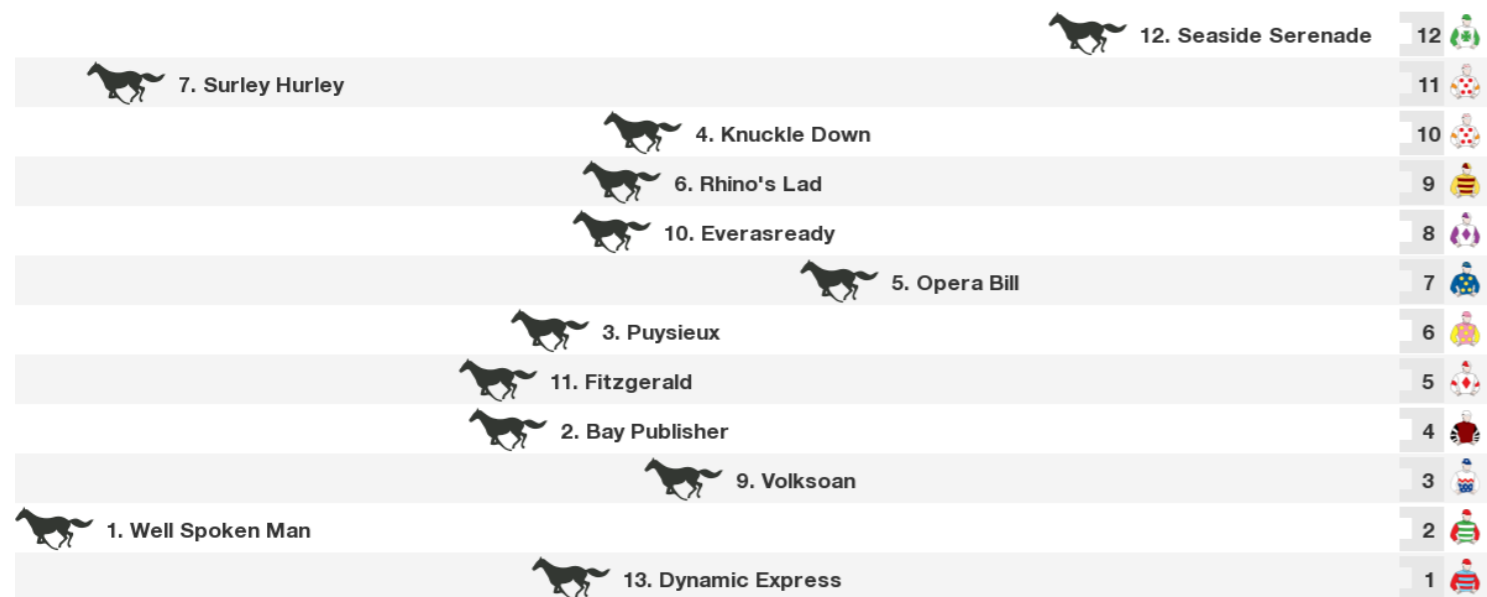 12. Seaside Serenade 12
7. Surley Hurley 11
4. Knuckle Down 10
6. Rhino's Lad 9
10. Everasready 8
5. Opera Bill 7
3. Puysieux 6
11. Fitzgerald 5
2. Bay Publisher 4
9. Volksoan 3
1. Well Spoken Man 2
13. Dynamic Express 1